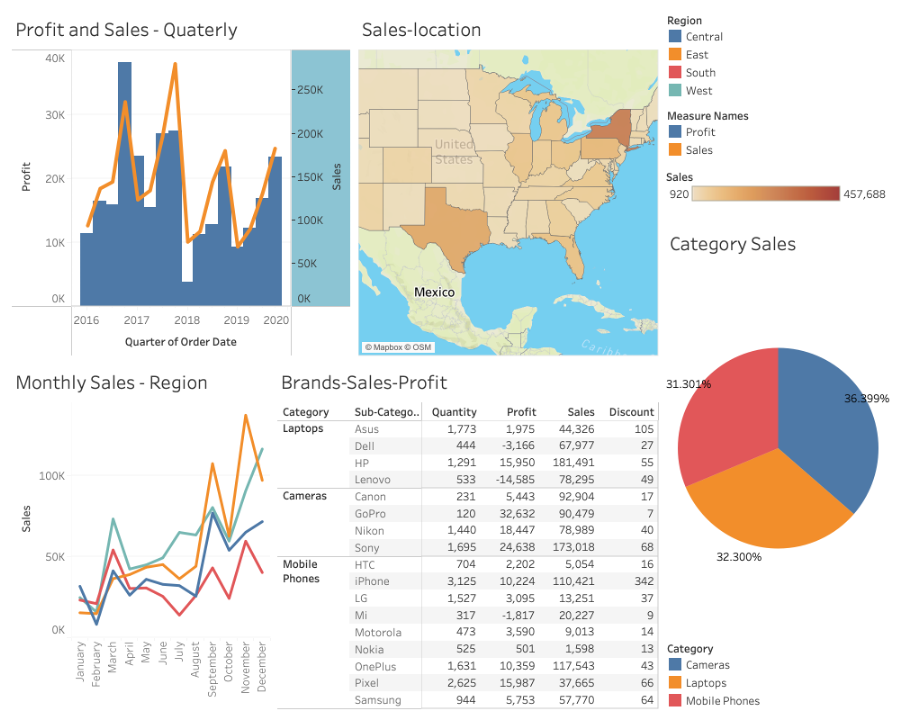 Profit and Sales - Quaterly
40K
30K
20K
10K
0K
Profit
250K
200K
150K
100K
50K
0K
Sales
2016 2017 2018 2019 2020
Quarter of Order Date
Sales-location
United
States
Mexico
Caribb
© Mapbox © OSM
Region
Central
East
South
West
Measure Names
Profit
Sales
Sales
920 457,688
Category Sales
31.301%
36.399%
32.300%
Category
Cameras
Laptops
Mobile Phones
Monthly Sales - Region
100K
50K
0K
Sales
January
February
March
April
May
June
July
August
September
October
November
December
Brands-Sales-Profit
Category Sub-Catego.. Quantity Profit Sales Discount
Laptops Asus 1,773 1,975 44,326 105
Dell 444 -3,166 67,977 27
HP 1,291 15,950 181,491 55
Lenovo 533 -14,585 78,295 49
Cameras Canon 231 5,443 92,904 17
GoPro 120 32,632 90,479 7
Nikon 1,440 18,447 78,989 40
Sony 1,695 24,638 173,018 68
Mobile HTC 704 2,202 5,054 16
Phones iPhone 3,125 10,224 110,421 342
LG 1,527 3,095 13,251 37
Mi 317 -1,817 20,227 9
Motorola 473 3,590 9,013 14
Nokia 525 501 1,598 13
OnePlus 1,631 10,359 117,543 43
Pixel 2,625 15,987 37,665 66
Samsung 944 5,753 57,770 64